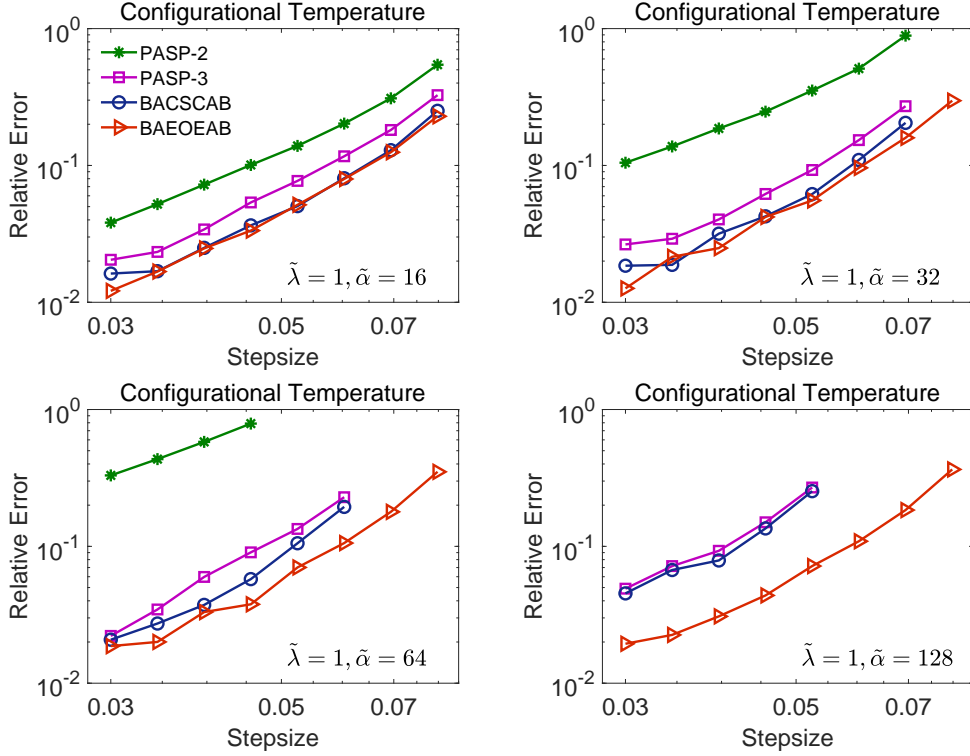 Configurational Temperature
10^0
10^-1
10^-2
Relative Error
PASP-2
PASP-3
BACSCAB
BAEOEAB
λ̃ = 1, α̃ = 16
0.03
0.05
0.07
Stepsize
Configurational Temperature
10^0
10^-1
10^-2
Relative Error
λ̃ = 1, α̃ = 32
0.03
0.05
0.07
Stepsize
Configurational Temperature
10^0
10^-1
10^-2
Relative Error
λ̃ = 1, α̃ = 64
0.03
0.05
0.07
Stepsize
Configurational Temperature
10^0
10^-1
10^-2
Relative Error
λ̃ = 1, α̃ = 128
0.03
0.05
0.07
Stepsize